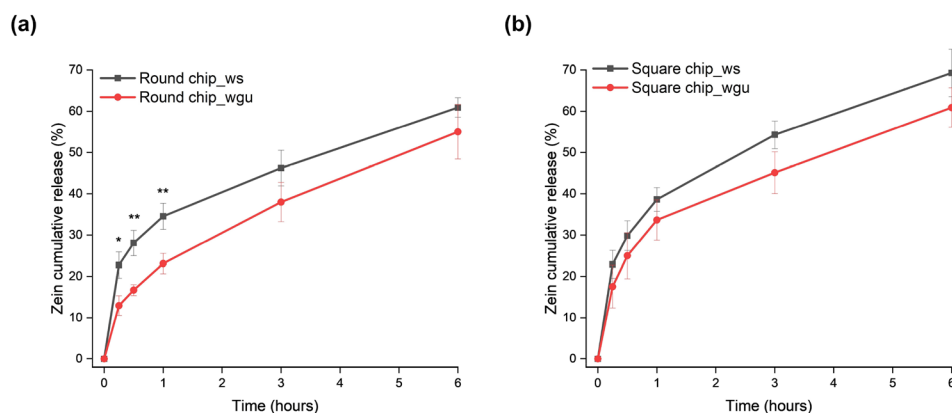 (a)
Round chip_ws
Round chip_wgu
Zein cumulative release (%)
70
60
50
40
30
20
10
0
*
**
**
0 1 2 3 4 5 6
Time (hours)
(b)
Square chip_ws
Square chip_wgu
Zein cumulative release (%)
70
60
50
40
30
20
10
0
0 1 2 3 4 5 6
Time (hours)